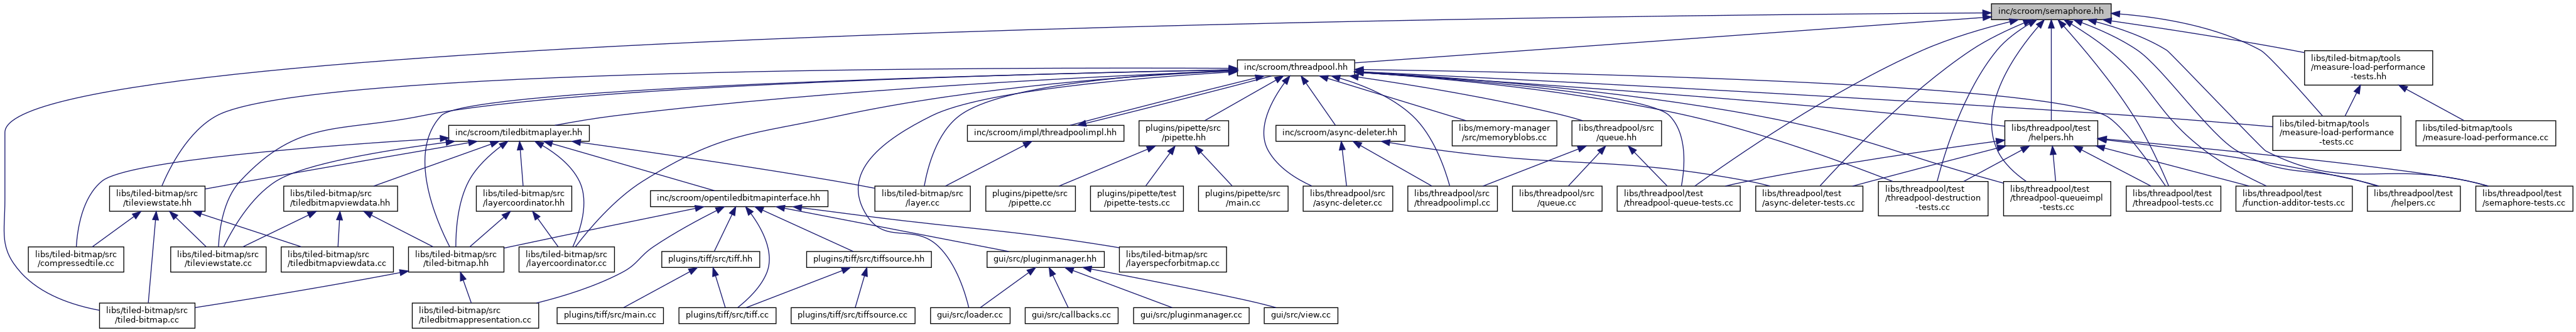 inc/scroom/semaphore.hh
libs/tiled-bitmap/tools
/measure-load-performance
-tests.hh
inc/scroom/threadpool.hh
inc/scroom/tiledbitmaplayer.hh
inc/scroom/impl/threadpoolimpl.hh
plugins/pipette/src
/pipette.hh
inc/scroom/async-deleter.hh
libs/memory-manager
/src/memoryblobs.cc
libs/threadpool/src
/queue.hh
libs/threadpool/test
/helpers.hh
libs/tiled-bitmap/tools
/measure-load-performance
-tests.cc
libs/tiled-bitmap/tools
/measure-load-performance.cc
libs/tiled-bitmap/src
/tileviewstate.hh
libs/tiled-bitmap/src
/tiledbitmapviewdata.hh
libs/tiled-bitmap/src
/layercoordinator.hh
inc/scroom/opentiledbitmapinterface.hh
libs/tiled-bitmap/src
/layer.cc
plugins/pipette/src
/pipette.cc
plugins/pipette/test
/pipette-tests.cc
plugins/pipette/src
/main.cc
libs/threadpool/src
/async-deleter.cc
libs/threadpool/src
/threadpoolimpl.cc
libs/threadpool/src
/queue.cc
libs/threadpool/test
/threadpool-queue-tests.cc
libs/threadpool/test
/async-deleter-tests.cc
libs/threadpool/test
/threadpool-destruction
-tests.cc
libs/threadpool/test
/threadpool-queueimpl
-tests.cc
libs/threadpool/test
/threadpool-tests.cc
libs/threadpool/test
/function-additor-tests.cc
libs/threadpool/test
/helpers.cc
libs/threadpool/test
/semaphore-tests.cc
libs/tiled-bitmap/src
/compressedtile.cc
libs/tiled-bitmap/src
/tileviewstate.cc
libs/tiled-bitmap/src
/tiledbitmapviewdata.cc
libs/tiled-bitmap/src
/tiled-bitmap.hh
libs/tiled-bitmap/src
/layercoordinator.cc
plugins/tiff/src/tiff.hh
plugins/tiff/src/tiffsource.hh
gui/src/pluginmanager.hh
libs/tiled-bitmap/src
/layerspecforbitmap.cc
libs/tiled-bitmap/src
/tiled-bitmap.cc
libs/tiled-bitmap/src
/tiledbitmappresentation.cc
plugins/tiff/src/main.cc
plugins/tiff/src/tiff.cc
plugins/tiff/src/tiffsource.cc
gui/src/loader.cc
gui/src/callbacks.cc
gui/src/pluginmanager.cc
gui/src/view.cc